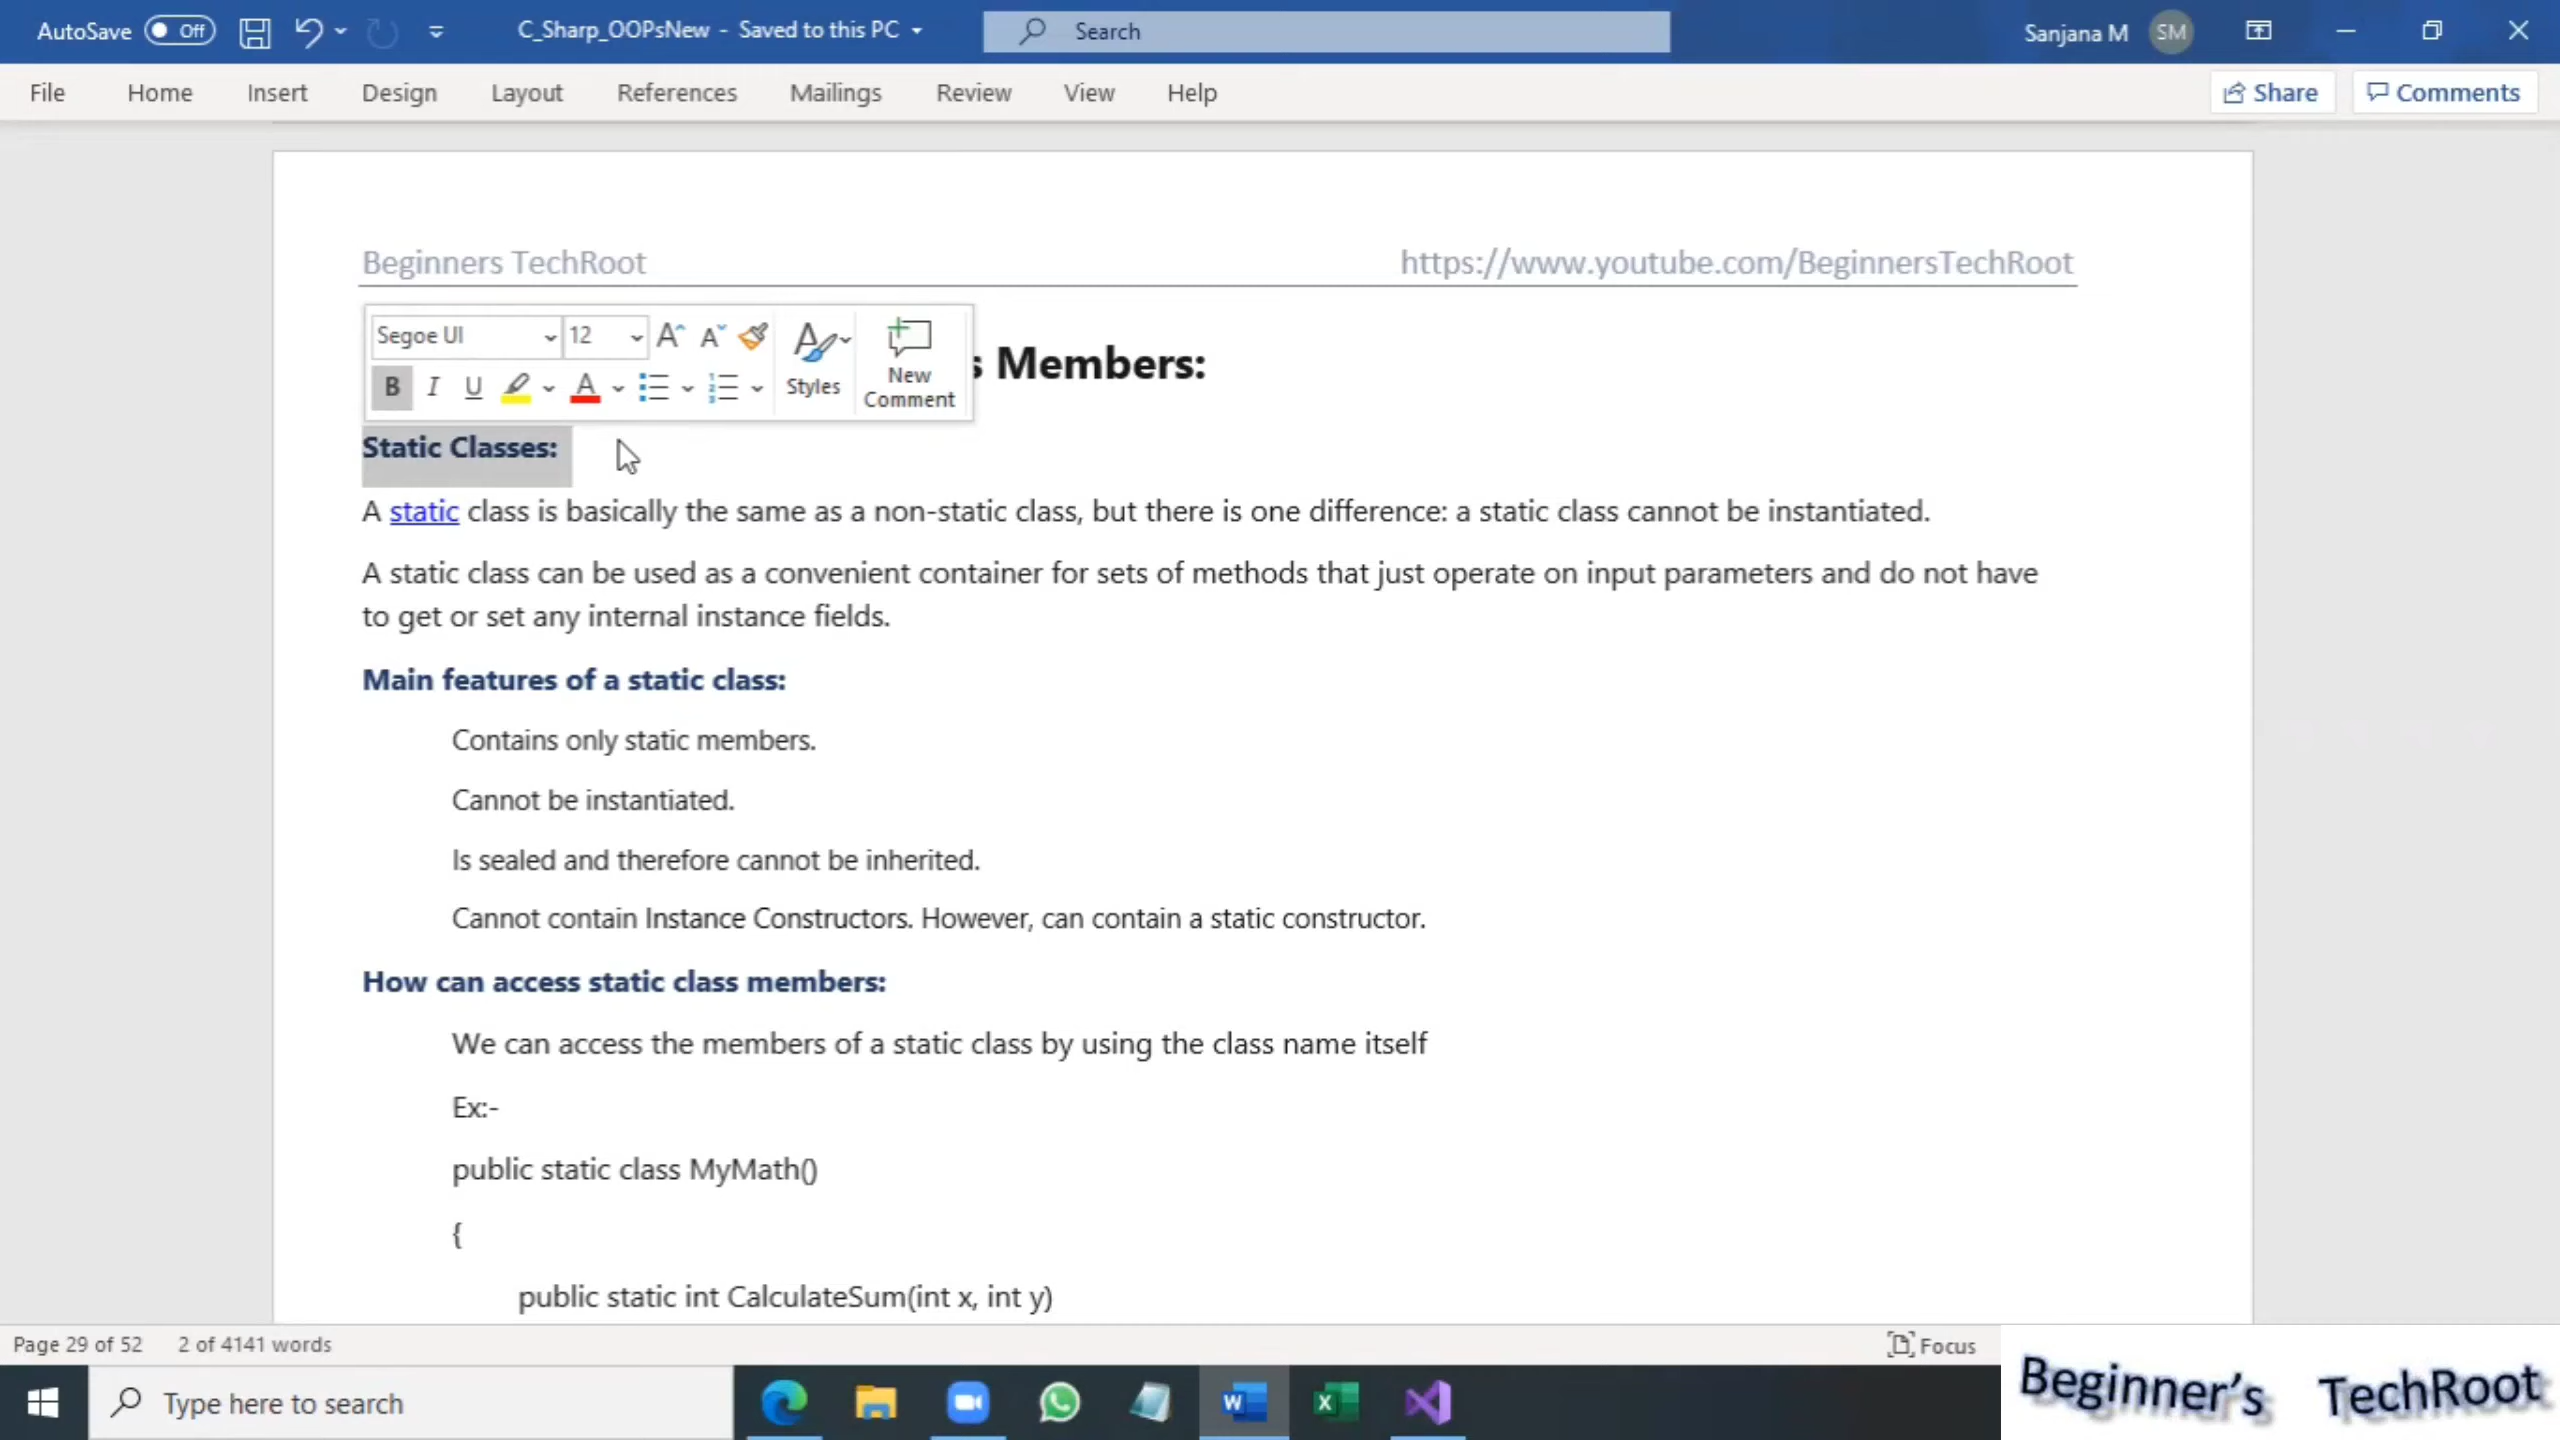 AutoSave Off C_Sharp_OOPsNew - Saved to this PC Search Sanjana M SM
File Home Insert Design Layout References Mailings Review View Help Share Comments
Beginners TechRoot https://www.youtube.com/BeginnersTechRoot
Segoe UI 12
s Members:
B I U Styles New Comment
Static Classes:
A static class is basically the same as a non-static class, but there is one difference: a static class cannot be instantiated.
A static class can be used as a convenient container for sets of methods that just operate on input parameters and do not have
to get or set any internal instance fields.
Main features of a static class:
Contains only static members.
Cannot be instantiated.
Is sealed and therefore cannot be inherited.
Cannot contain Instance Constructors. However, can contain a static constructor.
How can access static class members:
We can access the members of a static class by using the class name itself
Ex:-
public static class MyMath()
{
public static int CalculateSum(int x, int y)
Page 29 of 52 2 of 4141 words Focus
Type here to search
Beginner's TechRoot